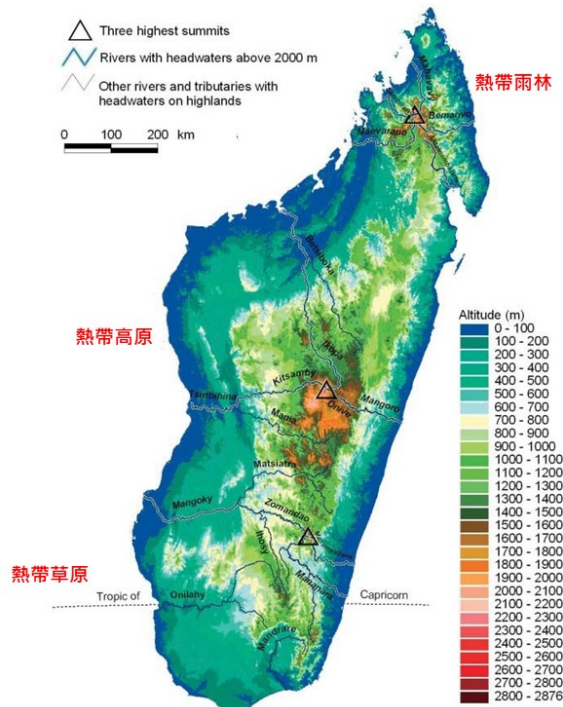 Three highest summits
Rivers with headwaters above 2000 m
Other rivers and tributaries with
headwaters on highlands
0 100 200 km
熱帶雨林
熱帶高原
熱帶草原
Mahavavy
Bemarivo
Maevarano
Betsiboka
Ikopa
Kitsamby
Tsiribihina
Onive
Mangoro
Mania
Matsiatra
Mangoky
Zomandao
Ihosy
Mananara
Onilahy
Mandrare
Tropic of
Capricorn
Altitude (m)
0 - 100
100 - 200
200 - 300
300 - 400
400 - 500
500 - 600
600 - 700
700 - 800
800 - 900
900 - 1000
1000 - 1100
1100 - 1200
1200 - 1300
1300 - 1400
1400 - 1500
1500 - 1600
1600 - 1700
1700 - 1800
1800 - 1900
1900 - 2000
2000 - 2100
2100 - 2200
2200 - 2300
2300 - 2400
2400 - 2500
2500 - 2600
2600 - 2700
2700 - 2800
2800 - 2876